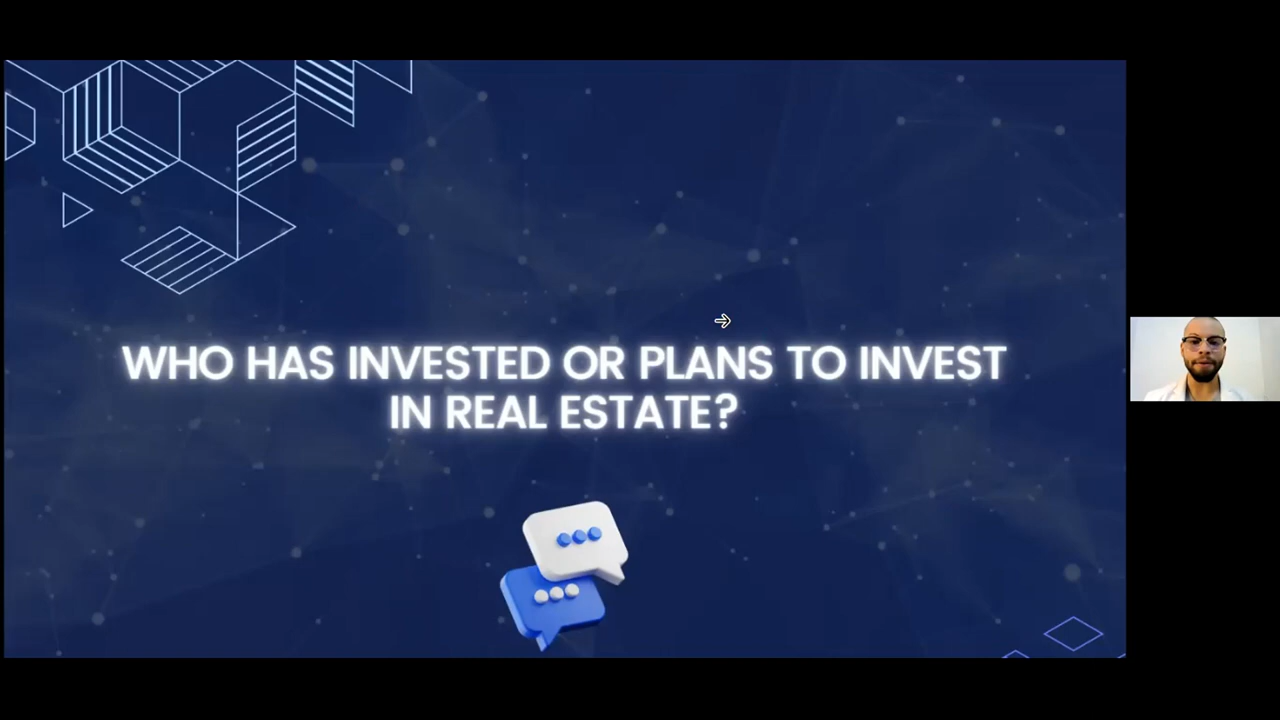 WHO HAS INVESTED OR PLANS TO INVEST
IN REAL ESTATE?